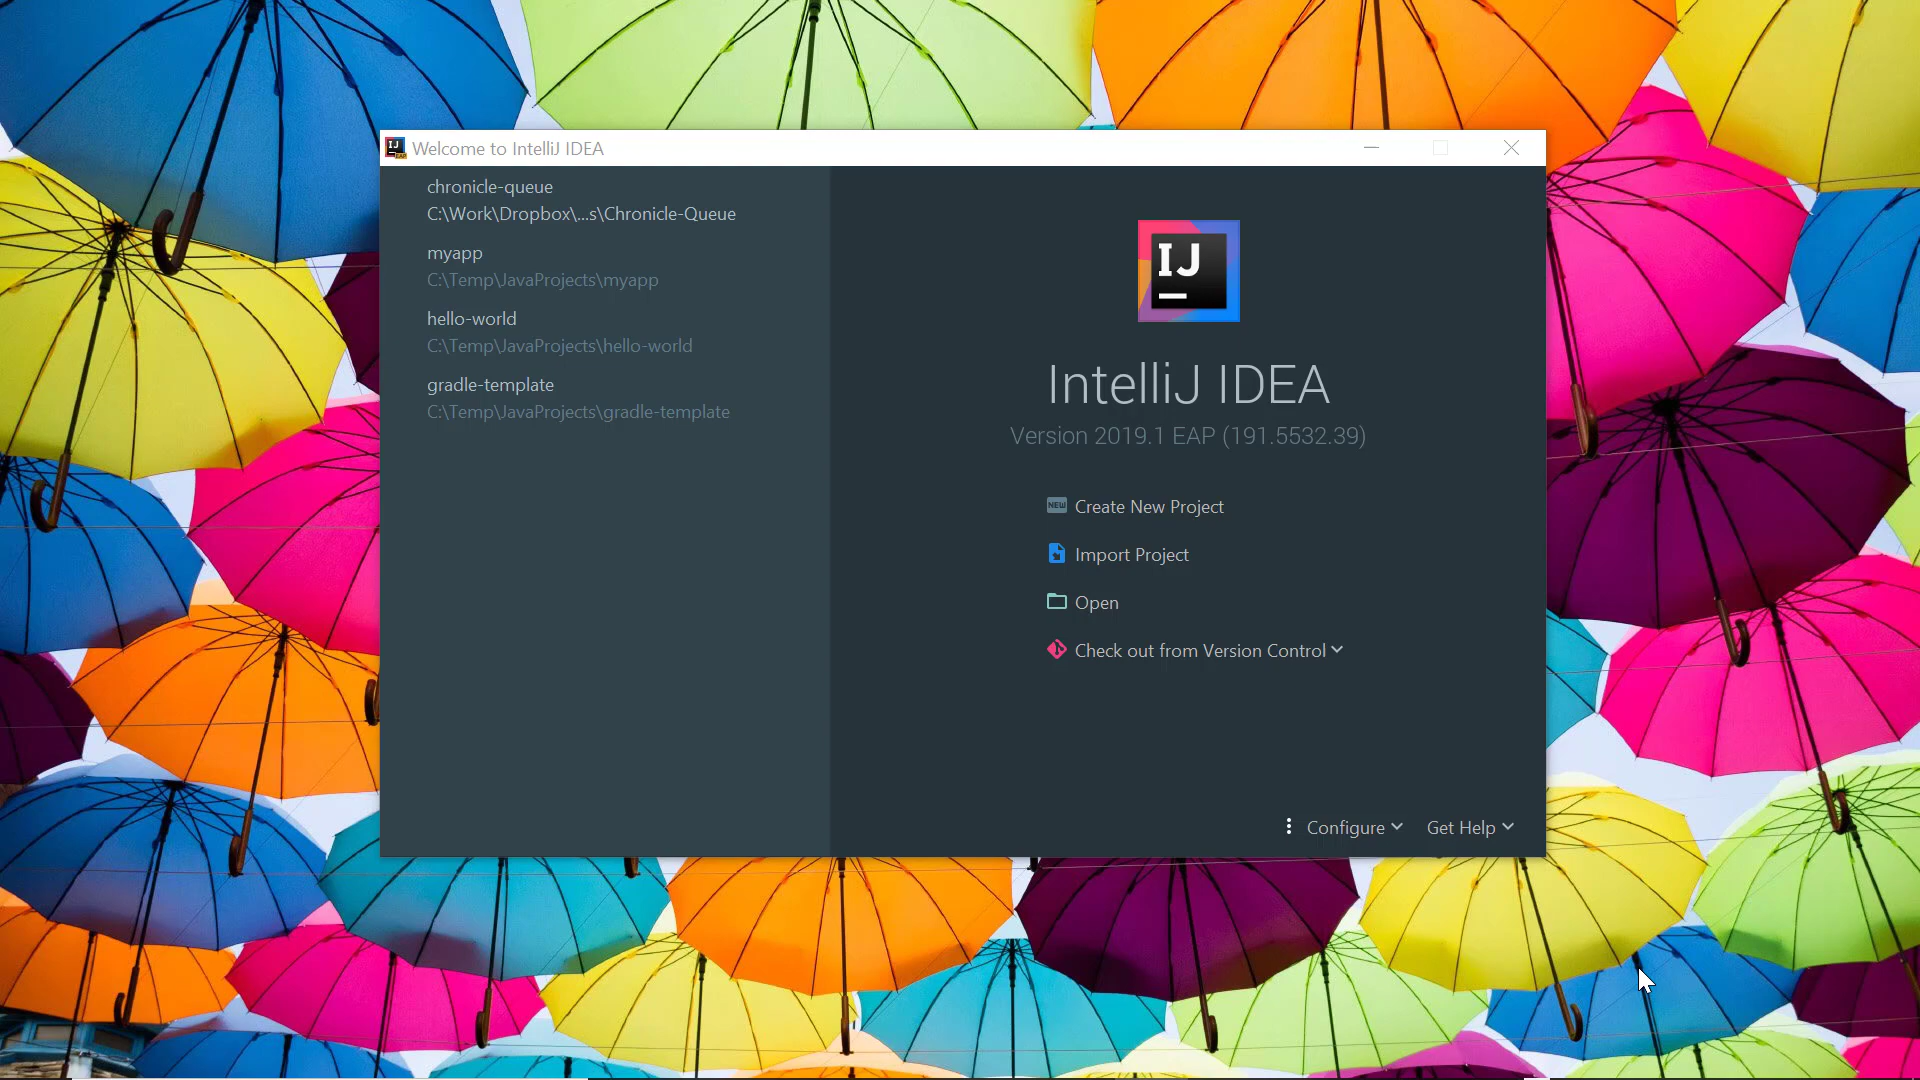 Welcome to IntelliJ IDEA
chronicle-queue
C:\Work\Dropbox\...s\Chronicle-Queue
myapp
C:\Temp\JavaProjects\myapp
hello-world
C:\Temp\JavaProjects\hello-world
gradle-template
C:\Temp\JavaProjects\gradle-template
IJ
IntelliJ IDEA
Version 2019.1 EAP (191.5532.39)
NEW Create New Project
Import Project
Open
Check out from Version Control
Configure
Get Help